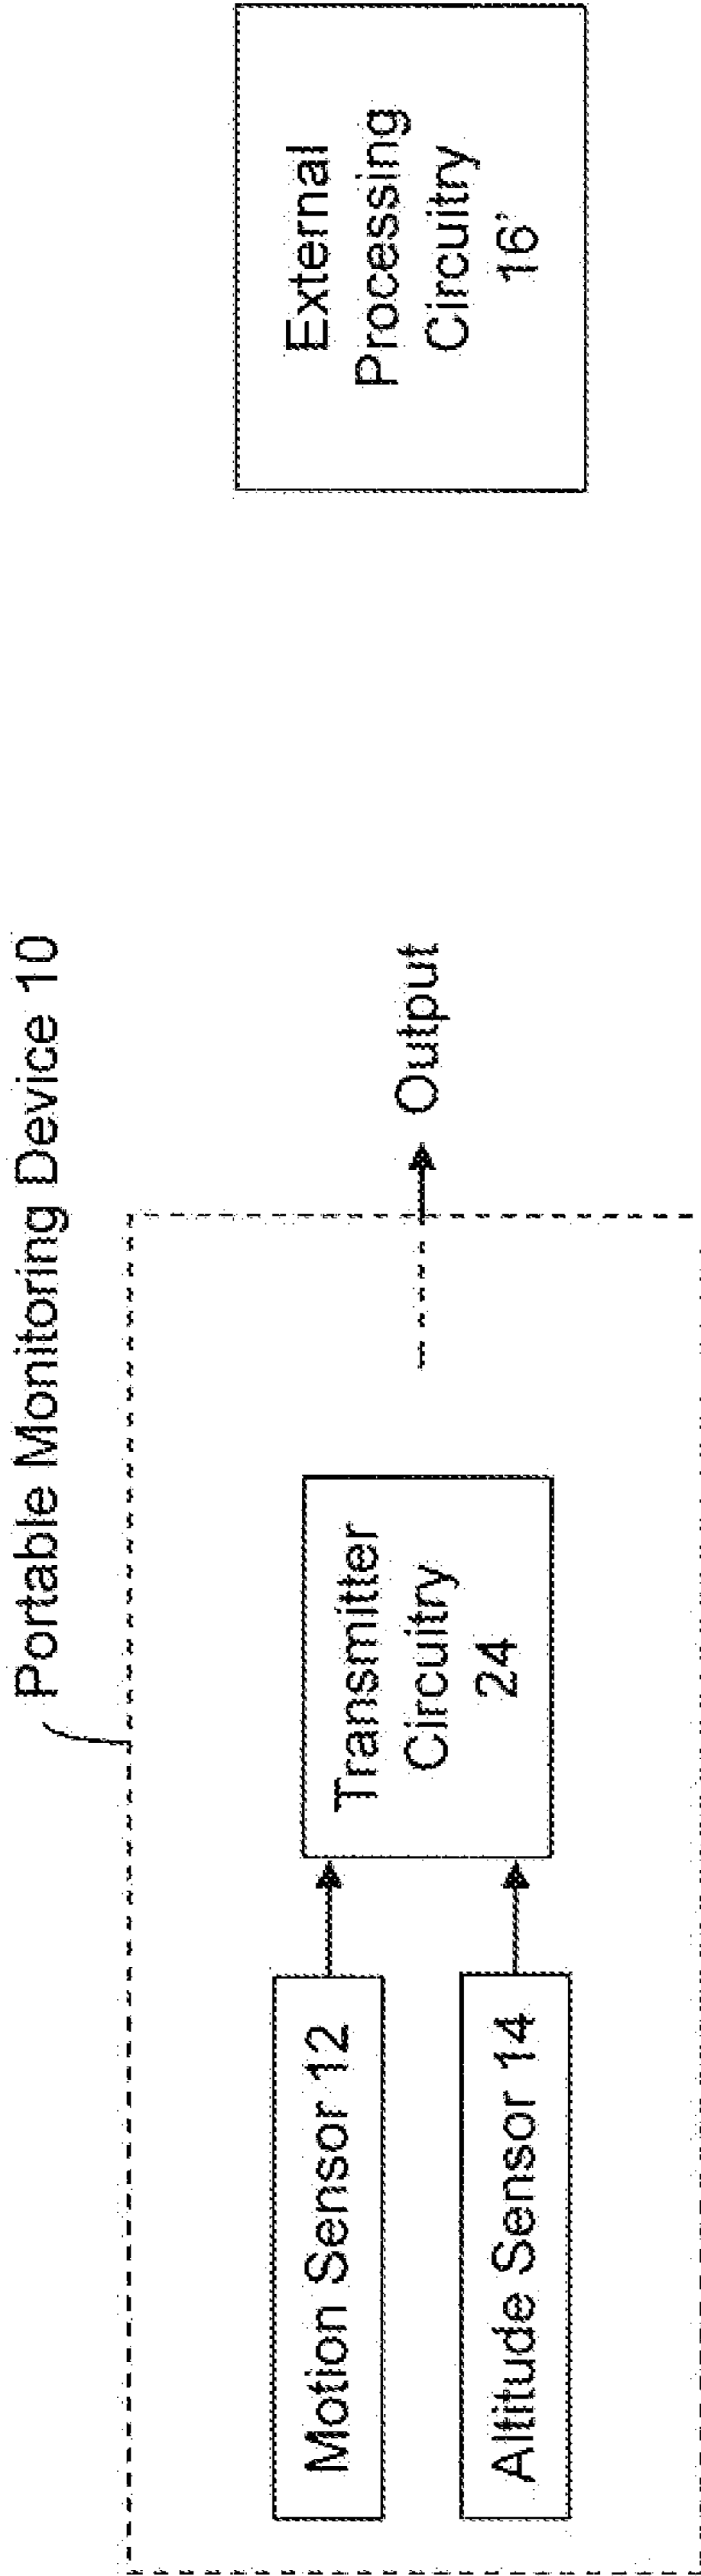 Portable Monitoring Device 10
Motion Sensor 12
Altitude Sensor 14
Transmitter
Circuitry
24
Output
External
Processing
Circuitry
16'